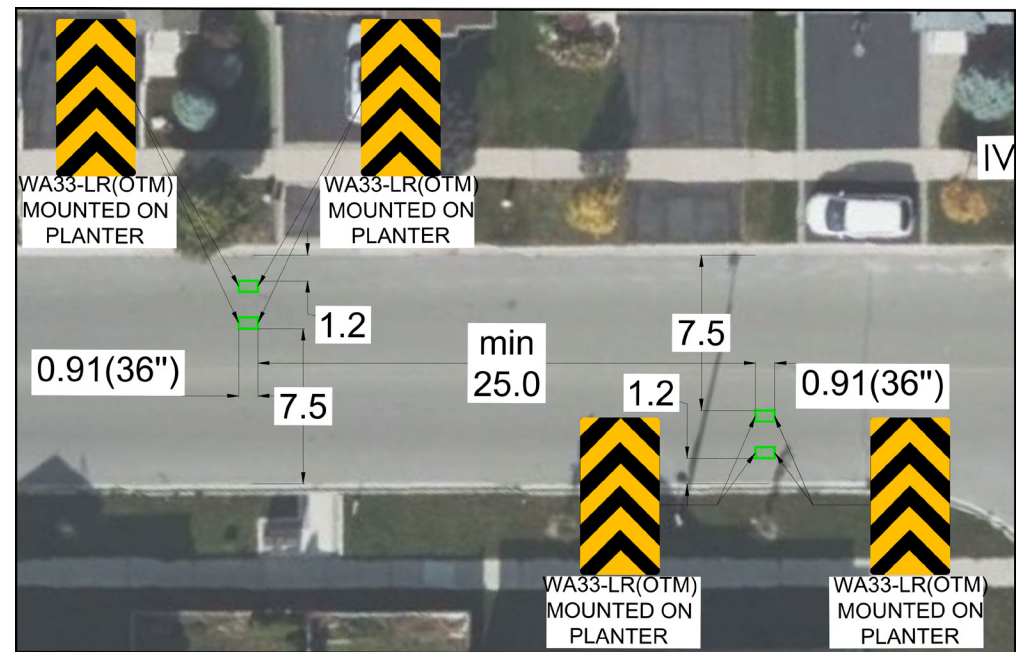 WA33-LR(OTM)
MOUNTED ON
PLANTER
WA33-LR(OTM)
MOUNTED ON
PLANTER
IV
1.2
7.5
min
25.0
0.91(36")
7.5
1.2
0.91(36")
WA33-LR(OTM)
MOUNTED ON
PLANTER
WA33-LR(OTM)
MOUNTED ON
PLANTER